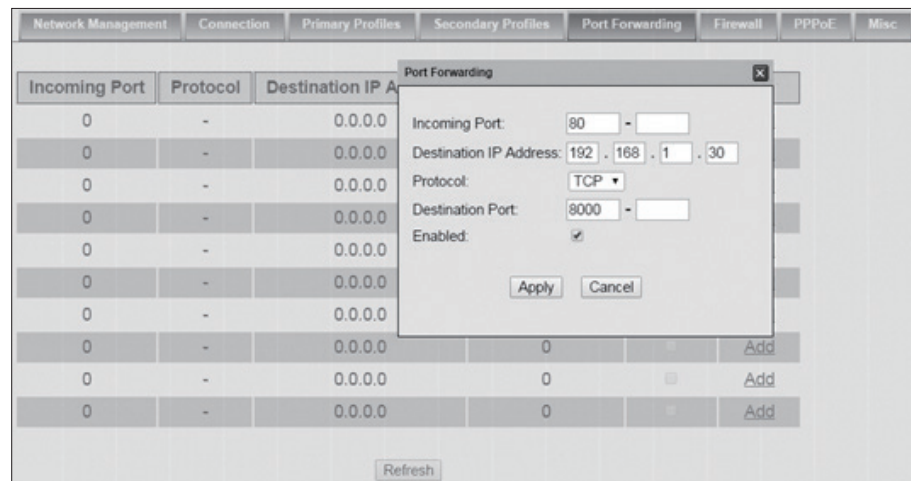 Network Management Connection Primary Profiles Secondary Profiles Port Forwarding Firewall PPPoE Misc
Incoming Port Protocol Destination IP A
0 - 0.0.0.0
0 - 0.0.0.0
0 - 0.0.0.0
0 - 0.0.0.0
0 - 0.0.0.0
0 - 0.0.0.0
0 - 0.0.0.0
0 - 0.0.0.0 0 Add
0 - 0.0.0.0 0 Add
0 - 0.0.0.0 0 Add
Refresh
Port Forwarding
Incoming Port: 80 -
Destination IP Address: 192 . 168 . 1 . 30
Protocol: TCP
Destination Port: 8000 -
Enabled:
Apply Cancel